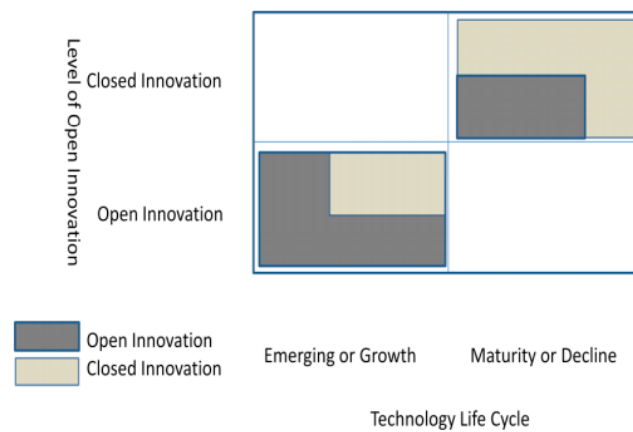 Level of Open Innovation
Closed Innovation
Open Innovation
Open Innovation
Closed Innovation
Emerging or Growth
Maturity or Decline
Technology Life Cycle